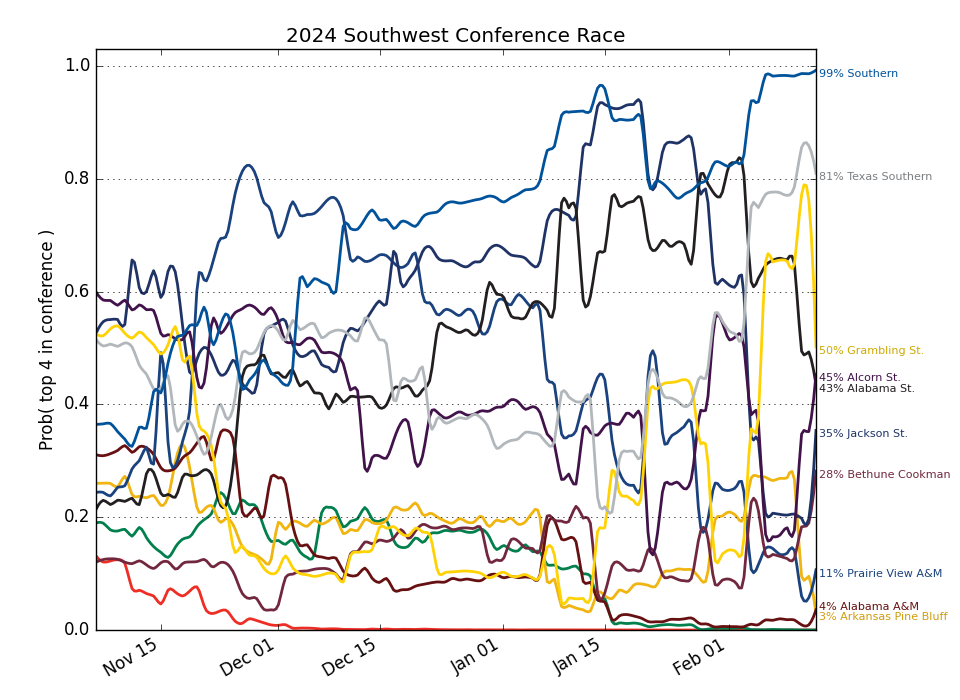 2024 Southwest Conference Race
Prob( top 4 in conference )
1.0
0.8
0.6
0.4
0.2
0.0
Nov 15
Dec 01
Dec 15
Jan 01
Jan 15
Feb 01
99% Southern
81% Texas Southern
50% Grambling St.
45% Alcorn St.
43% Alabama St.
35% Jackson St.
28% Bethune Cookman
11% Prairie View A&M
4% Alabama A&M
3% Arkansas Pine Bluff